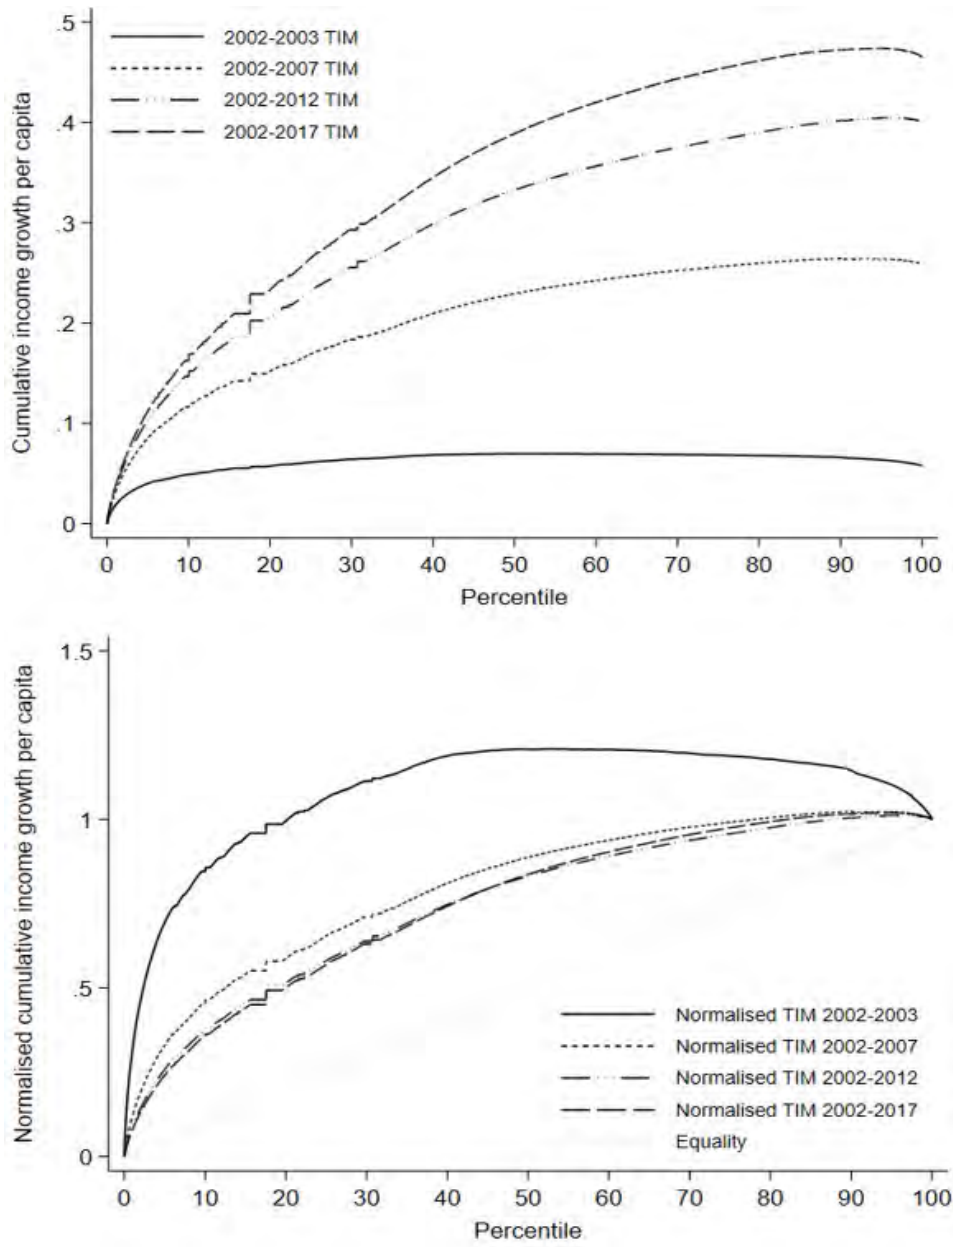 .5
2002-2003 TIM
2002-2007 TIM
.4
2002-2012 TIM
2002-2017 TIM
.3
.2
.1
0
Cumulative income growth per capita
0 10 20 30 40 50 60 70 80 90 100
Percentile
1.5
1
.5
0
Normalised cumulative income growth per capita
Normalised TIM 2002-2003
Normalised TIM 2002-2007
Normalised TIM 2002-2012
Normalised TIM 2002-2017
Equality
0 10 20 30 40 50 60 70 80 90 100
Percentile